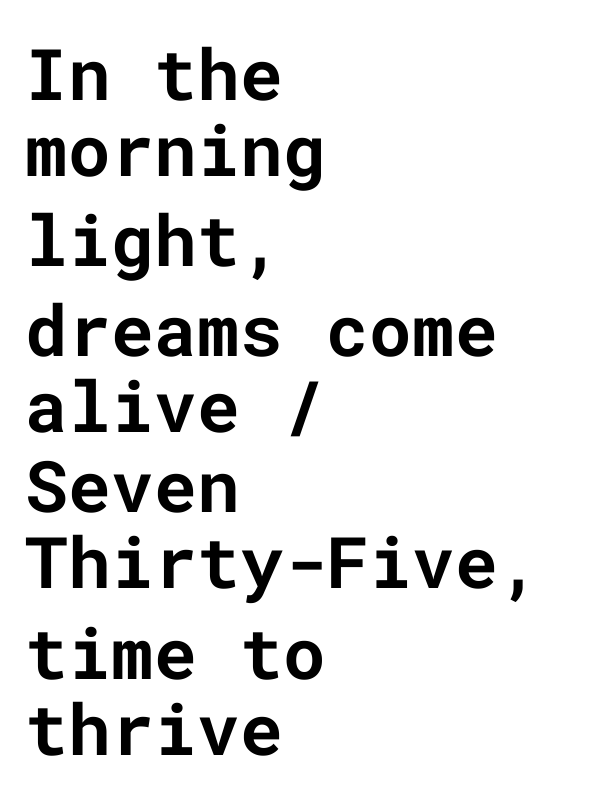 In the
morning
light,
dreams come
alive /
Seven
Thirty-Five,
time to
thrive